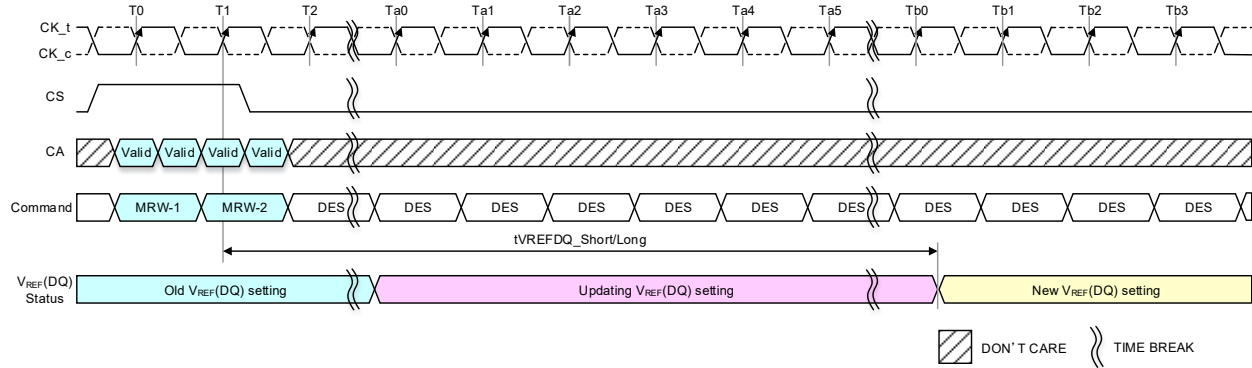 T0 T1 T2 Ta0 Ta1 Ta2 Ta3 Ta4 Ta5 Tb0 Tb1 Tb2 Tb3
CK_t
CK_c
CS
CA Valid Valid Valid Valid
Command MRW-1 MRW-2 DES DES DES DES DES DES DES DES DES DES DES
tVREFDQ_Short/Long
VREF(DQ)
Status
Old VREF(DQ) setting Updating VREF(DQ) setting New VREF(DQ) setting
DON'T CARE TIME BREAK